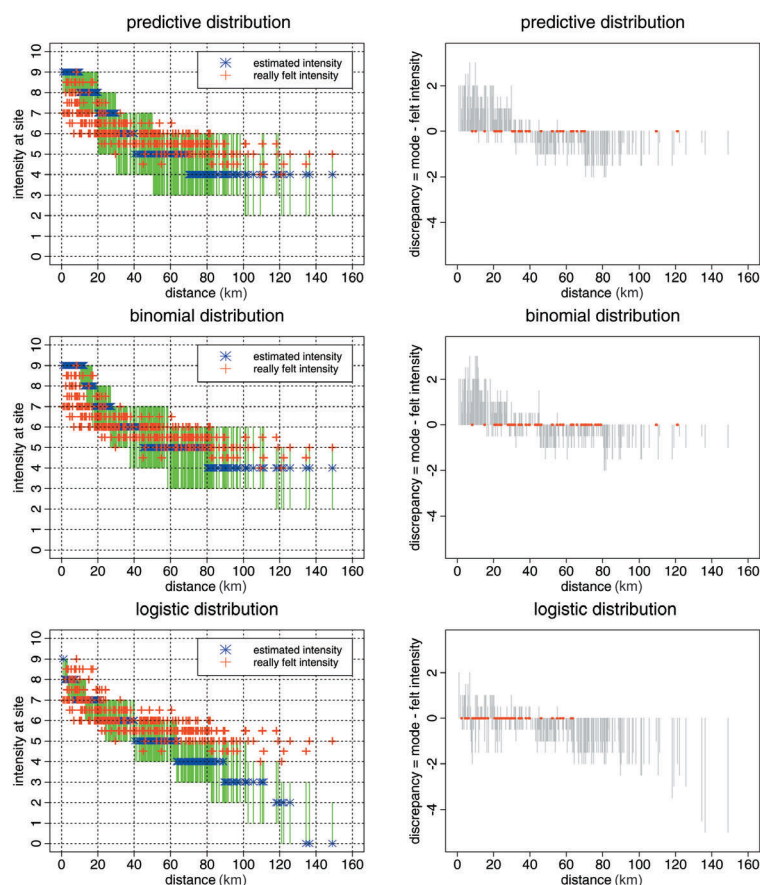 predictive distribution
intensity at site
0 1 2 3 4 5 6 7 8 9 10
estimated intensity
really felt intensity
0 20 40 60 80 100 120 140 160
distance (km)
predictive distribution
discrepancy = mode - felt intensity
-4 -2 0 2
0 20 40 60 80 100 120 140 160
distance (km)
binomial distribution
intensity at site
0 1 2 3 4 5 6 7 8 9 10
estimated intensity
really felt intensity
0 20 40 60 80 100 120 140 160
distance (km)
binomial distribution
discrepancy = mode - felt intensity
-4 -2 0 2
0 20 40 60 80 100 120 140 160
distance (km)
logistic distribution
intensity at site
0 1 2 3 4 5 6 7 8 9 10
estimated intensity
really felt intensity
0 20 40 60 80 100 120 140 160
distance (km)
logistic distribution
discrepancy = mode - felt intensity
-4 -2 0 2
0 20 40 60 80 100 120 140 160
distance (km)